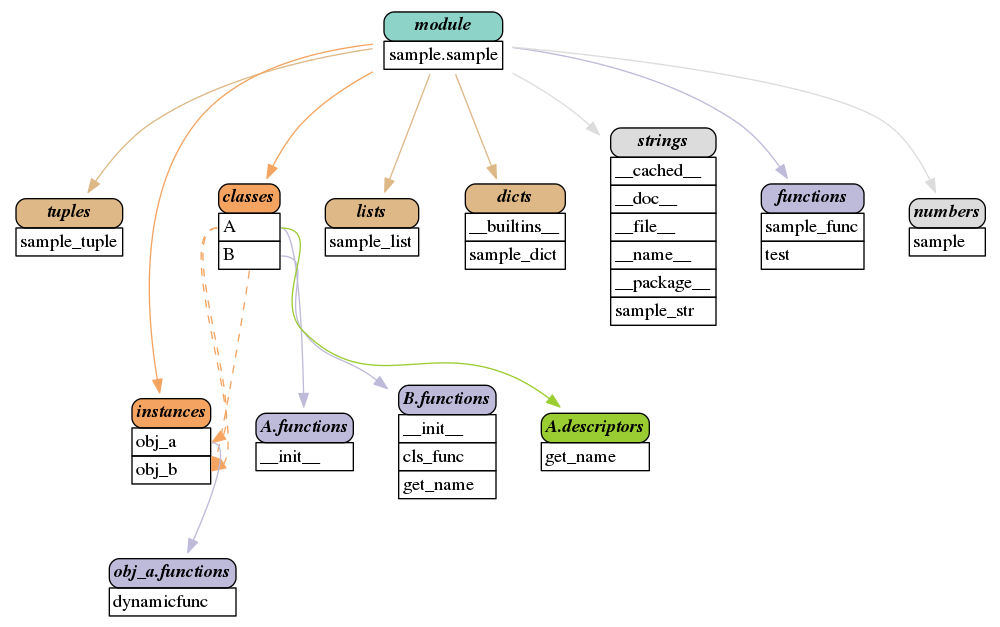 module
sample.sample
tuples
sample_tuple
classes
A
B
lists
sample_list
dicts
__builtins__
sample_dict
strings
__cached__
__doc__
__file__
__name__
__package__
sample_str
functions
sample_func
test
numbers
sample
instances
obj_a
obj_b
A.functions
__init__
B.functions
__init__
cls_func
get_name
A.descriptors
get_name
obj_a.functions
dynamicfunc